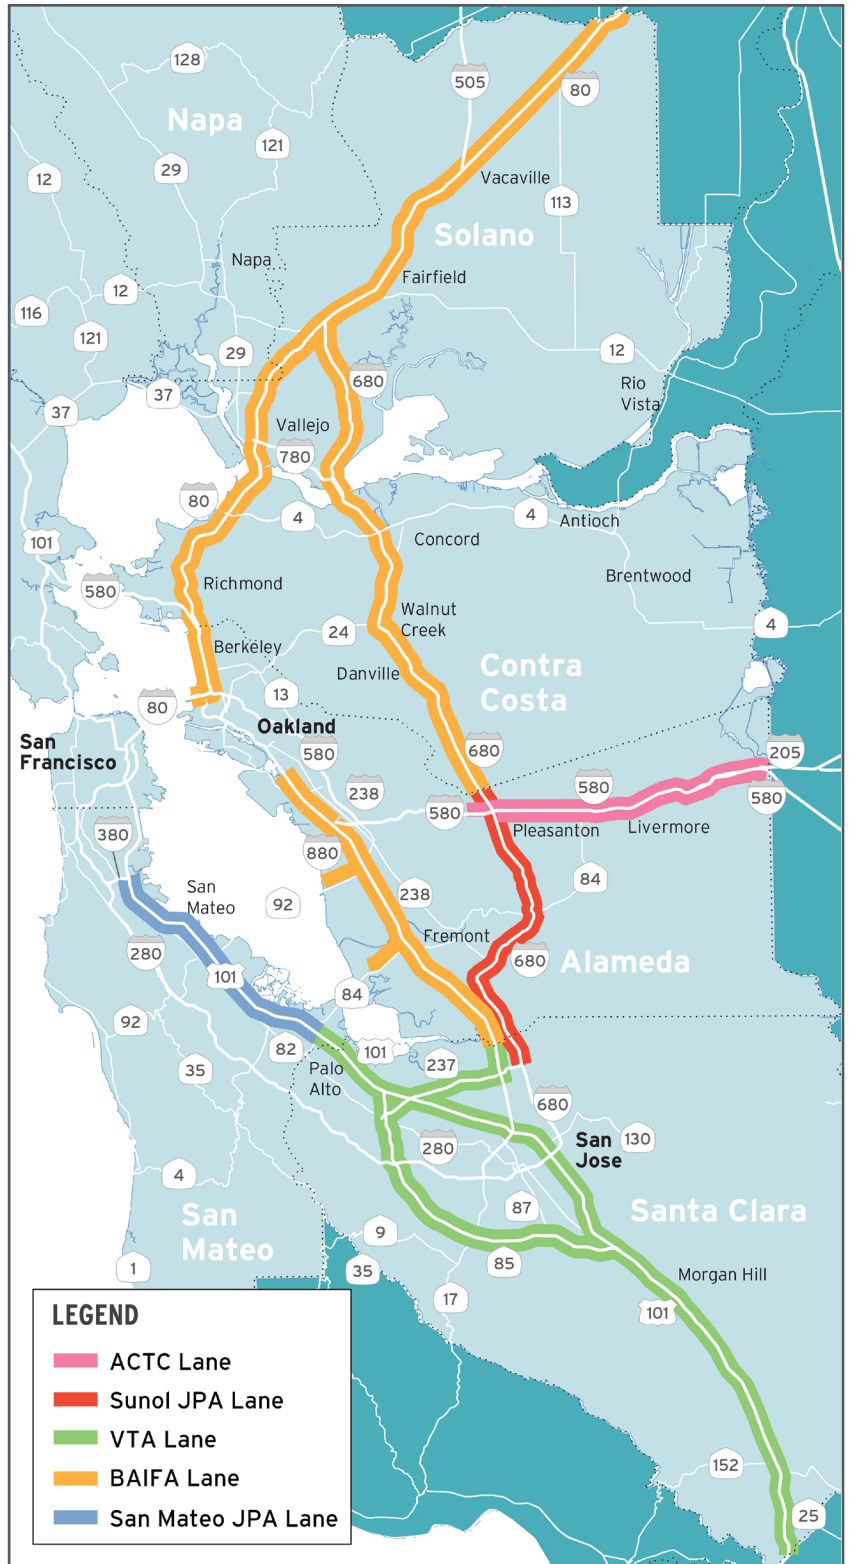 128
505
80
Napa
121
29
12
Vacaville
113
Solano
Napa
Fairfield
12
116
121
29
12
680
Rio
Vista
37
37
Vallejo
780
80
4
4
Antioch
101
Concord
Brentwood
580
Richmond
Walnut
Creek
24
4
Berkeley
Danville
Contra
Costa
13
80
Oakland
San
Francisco
580
680
205
238
580
580
580
Pleasanton
Livermore
380
880
84
San
Mateo
92
238
Fremont
280
680
Alameda
101
84
92
82
101
237
35
Palo
Alto
680
280
San
Jose
130
4
87
San
Mateo
Santa Clara
9
85
1
35
Morgan Hill
17
101
LEGEND
ACTC Lane
Sunol JPA Lane
VTA Lane
BAIFA Lane
San Mateo JPA Lane
152
25